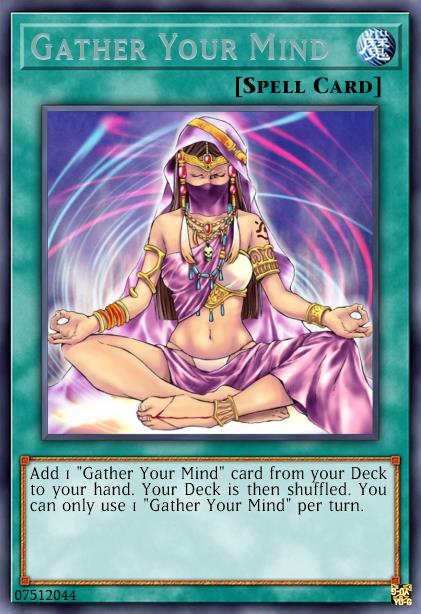 GATHER YOUR MIND
魔
[SPELL CARD]
Add 1 "Gather Your Mind" card from your Deck
to your hand. Your Deck is then shuffled. You
can only use 1 "Gather Your Mind" per turn.
07512044